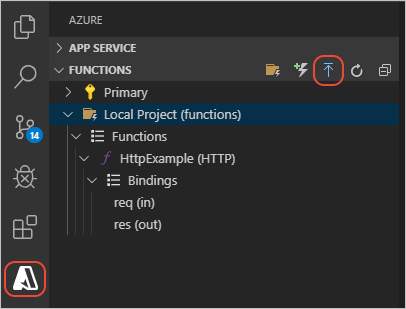 AZURE
APP SERVICE
FUNCTIONS
Primary
Local Project (functions)
Functions
HttpExample (HTTP)
Bindings
req (in)
res (out)
14